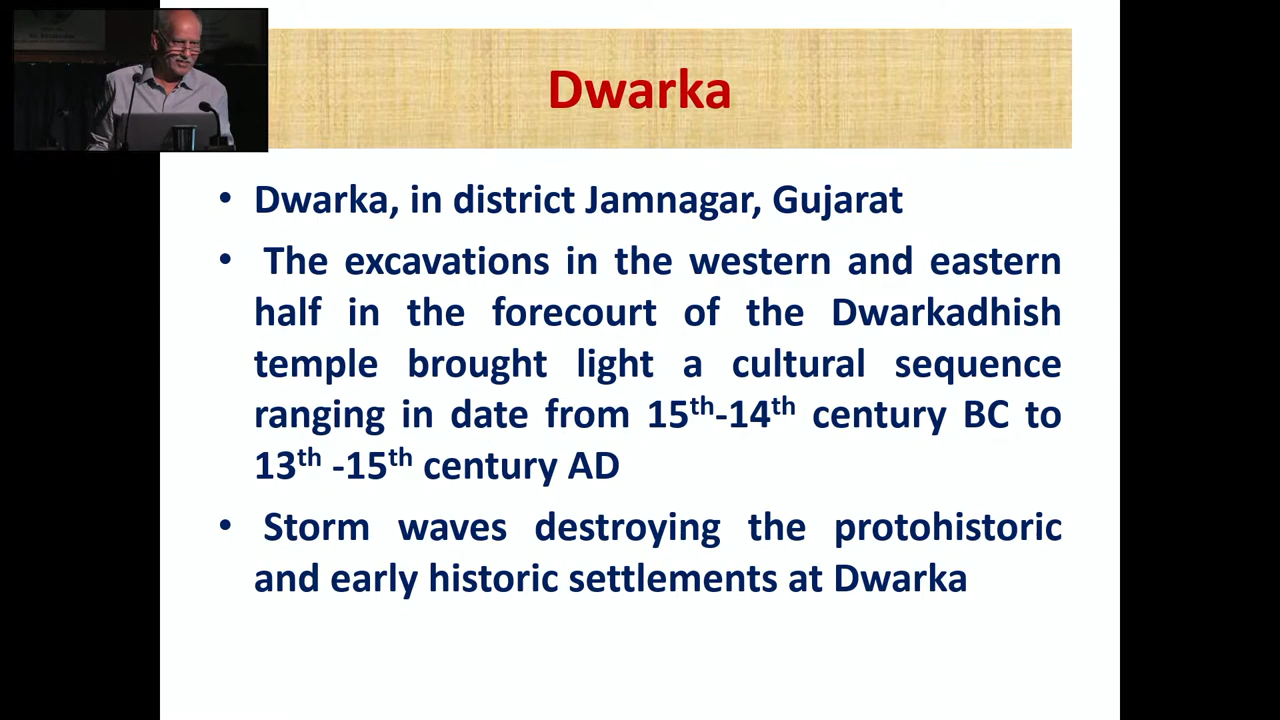 Dwarka
• Dwarka, in district Jamnagar, Gujarat
• The excavations in the western and eastern
half in the forecourt of the Dwarkadhish
temple brought light a cultural sequence
ranging in date from 15th-14th century BC to
13th -15th century AD
• Storm waves destroying the protohistoric
and early historic settlements at Dwarka